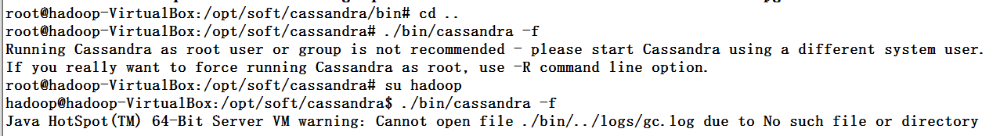 root@hadoop-VirtualBox:/opt/soft/cassandra/bin# cd ..
root@hadoop-VirtualBox:/opt/soft/cassandra# ./bin/cassandra -f
Running Cassandra as root user or group is not recommended - please start Cassandra using a different system user.
If you really want to force running Cassandra as root, use -R command line option.
root@hadoop-VirtualBox:/opt/soft/cassandra# su hadoop
hadoop@hadoop-VirtualBox:/opt/soft/cassandra$ ./bin/cassandra -f
Java HotSpot(TM) 64-Bit Server VM warning: Cannot open file ./bin/../logs/gc.log due to No such file or directory